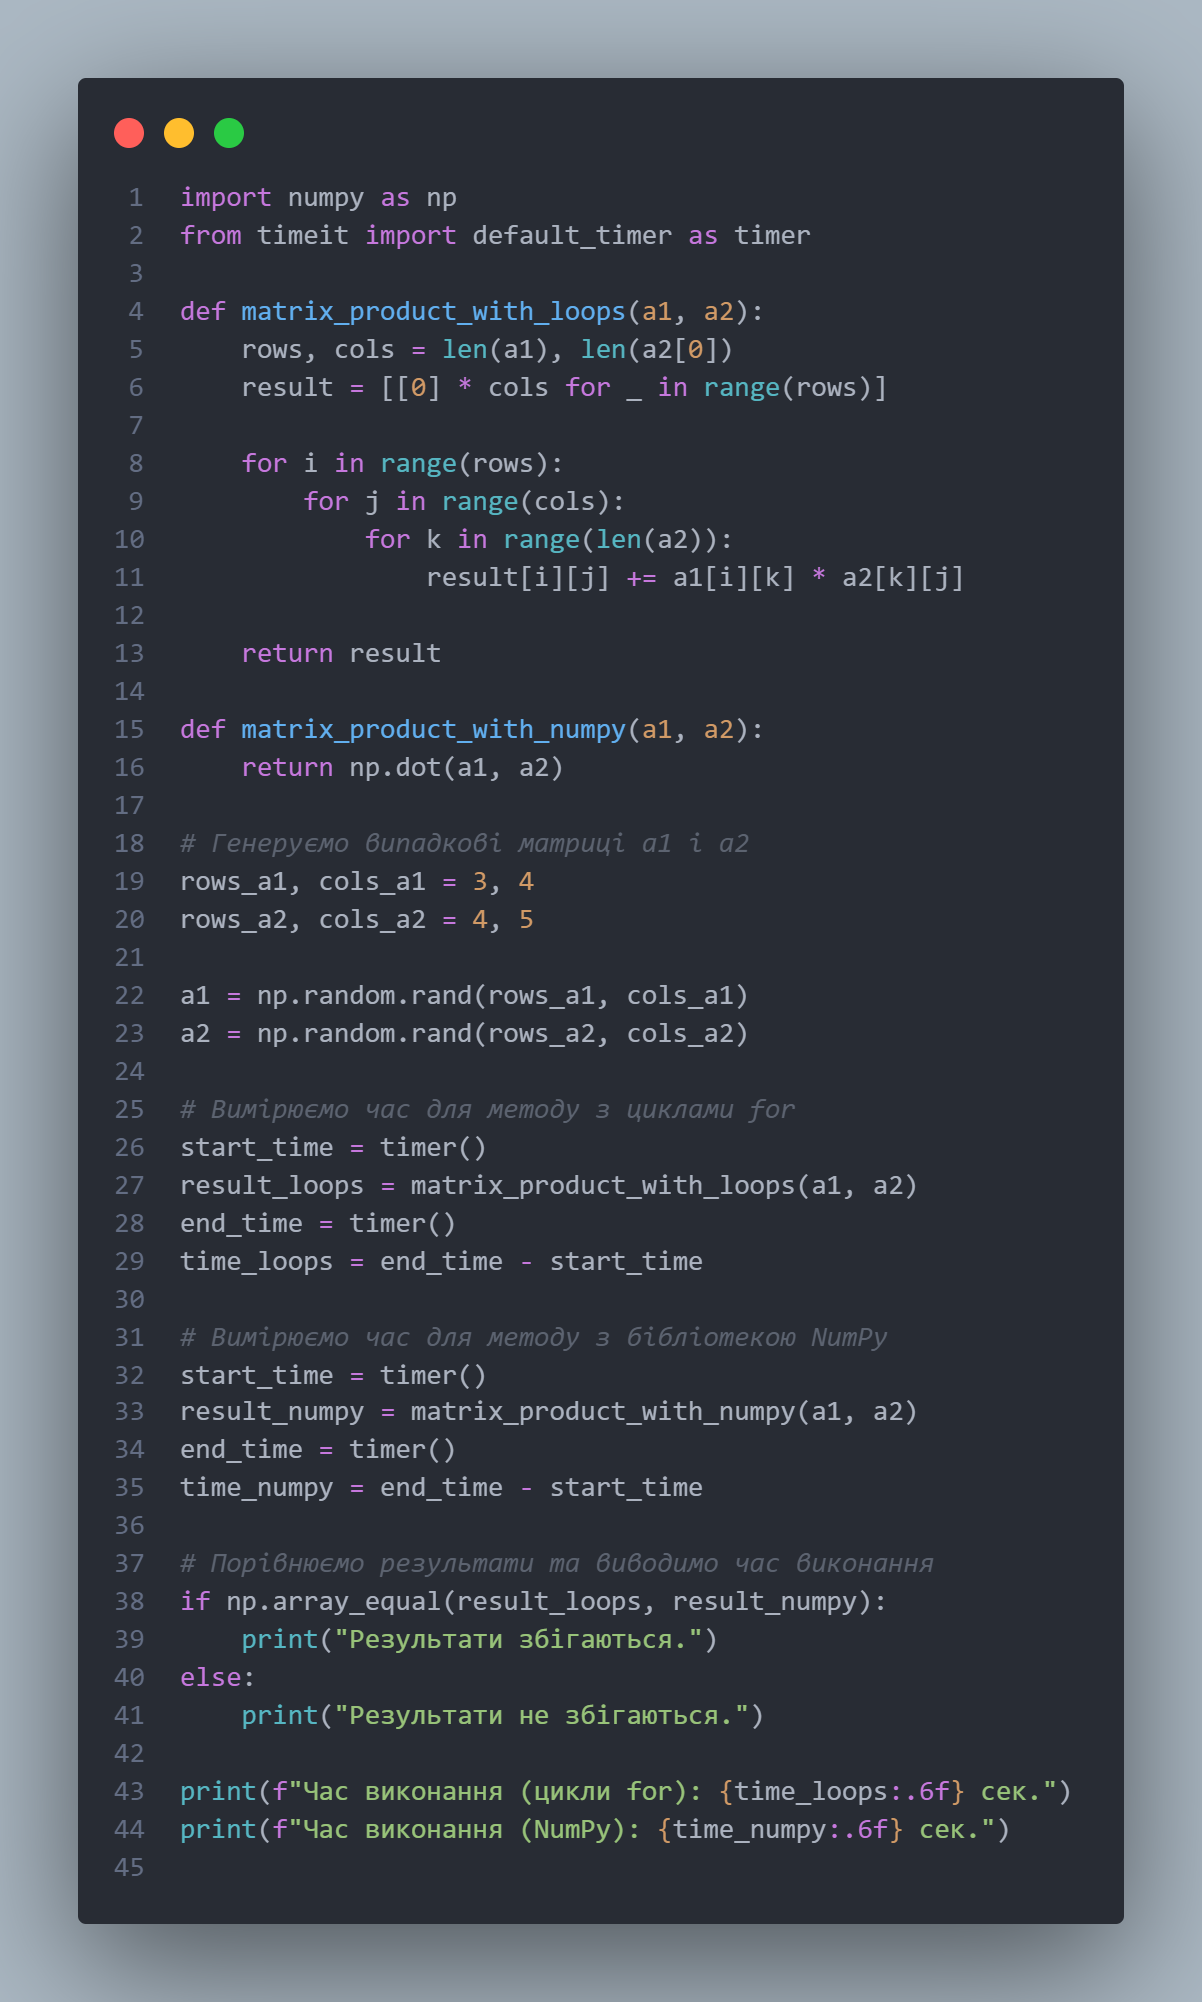 1 import numpy as np
2 from timeit import default_timer as timer
3
4 def matrix_product_with_loops(a1, a2):
5     rows, cols = len(a1), len(a2[0])
6     result = [[0] * cols for _ in range(rows)]
7
8     for i in range(rows):
9         for j in range(cols):
10             for k in range(len(a2)):
11                 result[i][j] += a1[i][k] * a2[k][j]
12
13     return result
14
15 def matrix_product_with_numpy(a1, a2):
16     return np.dot(a1, a2)
17
18 # Генеруємо випадкові матриці a1 і a2
19 rows_a1, cols_a1 = 3, 4
20 rows_a2, cols_a2 = 4, 5
21
22 a1 = np.random.rand(rows_a1, cols_a1)
23 a2 = np.random.rand(rows_a2, cols_a2)
24
25 # Вимірюємо час для методу з циклами for
26 start_time = timer()
27 result_loops = matrix_product_with_loops(a1, a2)
28 end_time = timer()
29 time_loops = end_time - start_time
30
31 # Вимірюємо час для методу з бібліотекою NumPy
32 start_time = timer()
33 result_numpy = matrix_product_with_numpy(a1, a2)
34 end_time = timer()
35 time_numpy = end_time - start_time
36
37 # Порівнюємо результати та виводимо час виконання
38 if np.array_equal(result_loops, result_numpy):
39     print("Результати збігаються.")
40 else:
41     print("Результати не збігаються.")
42
43 print(f"Час виконання (цикли for): {time_loops:.6f} сек.")
44 print(f"Час виконання (NumPy): {time_numpy:.6f} сек.")
45